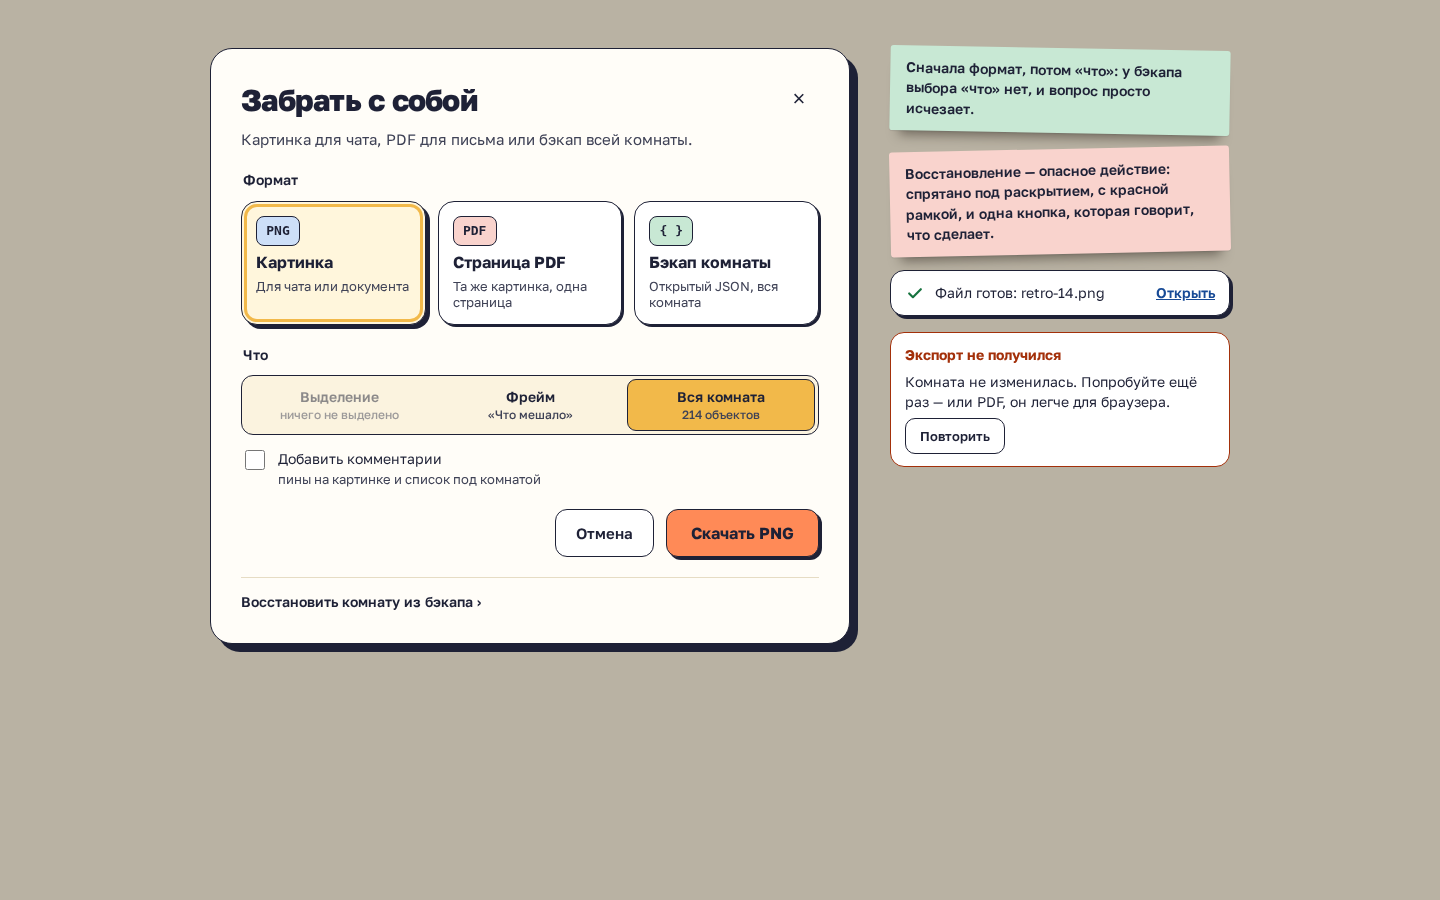 Забрать с собой
×
Картинка для чата, PDF для письма или бэкап всей комнаты.
Формат
PNG
Картинка
Для чата или документа
PDF
Страница PDF
Та же картинка, одна
страница
{ }
Бэкап комнаты
Открытый JSON, вся
комната
Что
Выделение
ничего не выделено
Фрейм
«Что мешало»
Вся комната
214 объектов
Добавить комментарии
пины на картинке и список под комнатой
Отмена
Скачать PNG
Восстановить комнату из бэкапа ›
Сначала формат, потом «что»: у бэкапа
выбора «что» нет, и вопрос просто
исчезает.
Восстановление — опасное действие:
спрятано под раскрытием, с красной
рамкой, и одна кнопка, которая говорит,
что сделает.
Файл готов: retro-14.png
Открыть
Экспорт не получился
Комната не изменилась. Попробуйте ещё
раз — или PDF, он легче для браузера.
Повторить